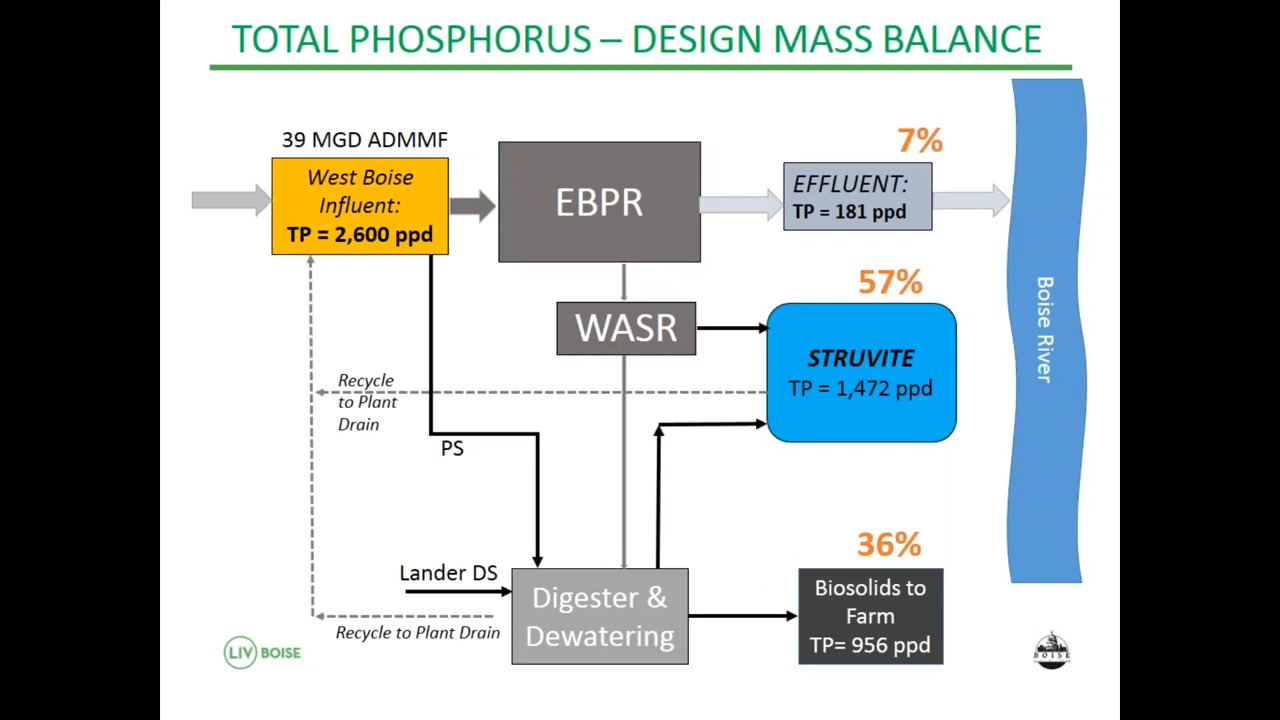 TOTAL PHOSPHORUS – DESIGN MASS BALANCE
39 MGD ADMMF
West Boise
Influent:
TP = 2,600 ppd
EBPR
7%
EFFLUENT:
TP = 181 ppd
57%
WASR
STRUVITE
TP = 1,472 ppd
Boise River
Recycle
to Plant
Drain
PS
36%
Lander DS
Digester &
Dewatering
Biosolids to
Farm
TP= 956 ppd
Recycle to Plant Drain
LIV BOISE
BOISE